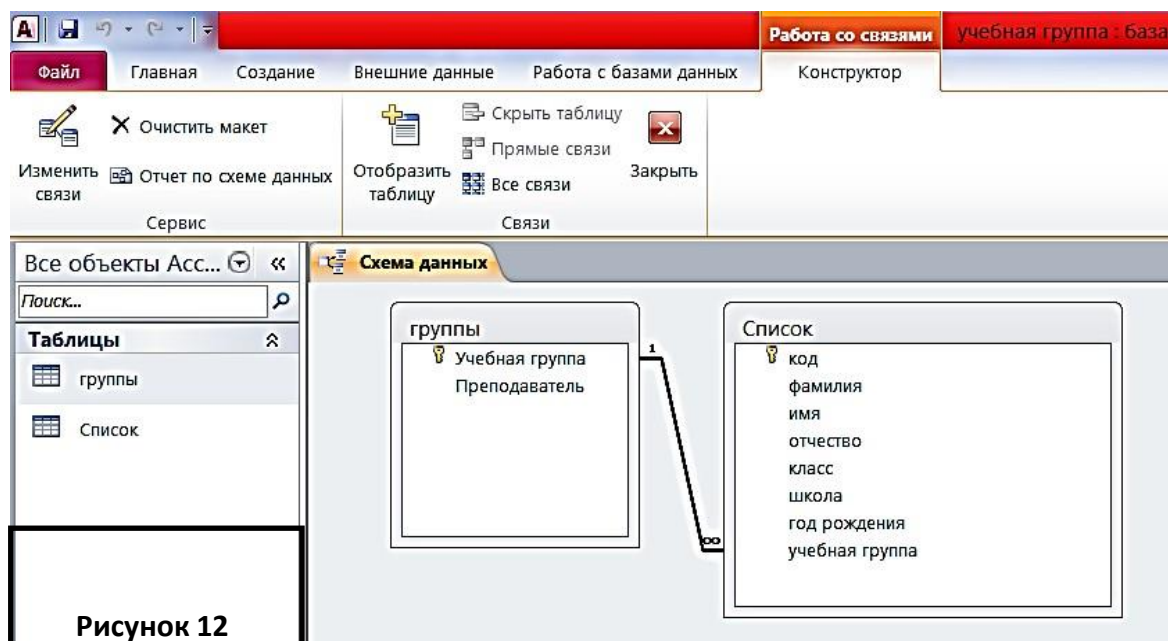 Работа со связями
учебная группа : база
Файл Главная Создание Внешние данные Работа с базами данных Конструктор
Изменить связи
Очистить макет
Отчет по схеме данных
Сервис
Отобразить таблицу
Скрыть таблицу
Прямые связи
Все связи
Закрыть
Связи
Все объекты Acc...
Поиск...
Таблицы
группы
Список
Схема данных
группы
Учебная группа
Преподаватель
1
∞
Список
код
фамилия
имя
отчество
класс
школа
год рождения
учебная группа
Рисунок 12